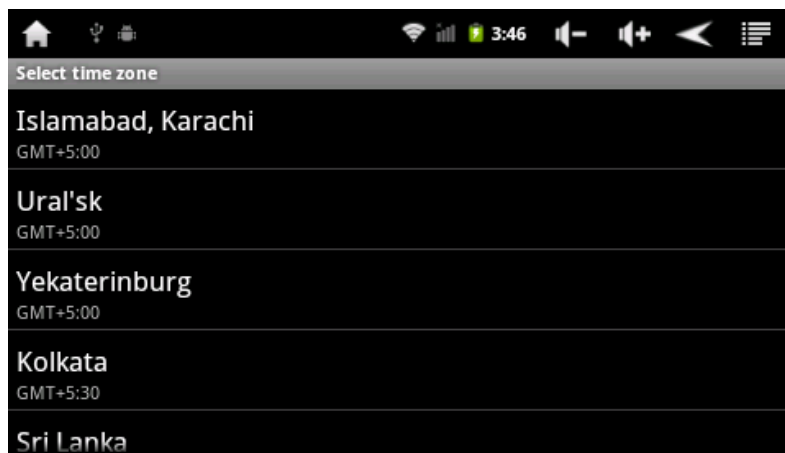 3:46
Select time zone
Islamabad, Karachi
GMT+5:00
Ural'sk
GMT+5:00
Yekaterinburg
GMT+5:00
Kolkata
GMT+5:30
Sri Lanka